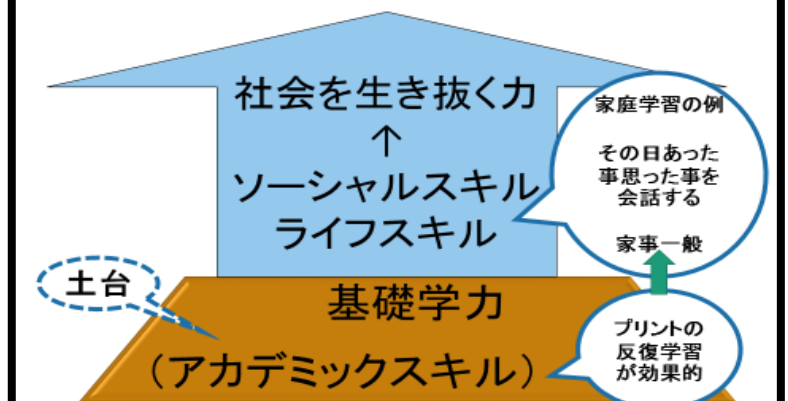 社会を生き抜く力
↑
ソーシャルスキル
ライフスキル
家庭学習の例
その日あった
事思った事を
会話する
家事一般
土台
基礎学力
（アカデミックスキル）
プリントの
反復学習
が効果的